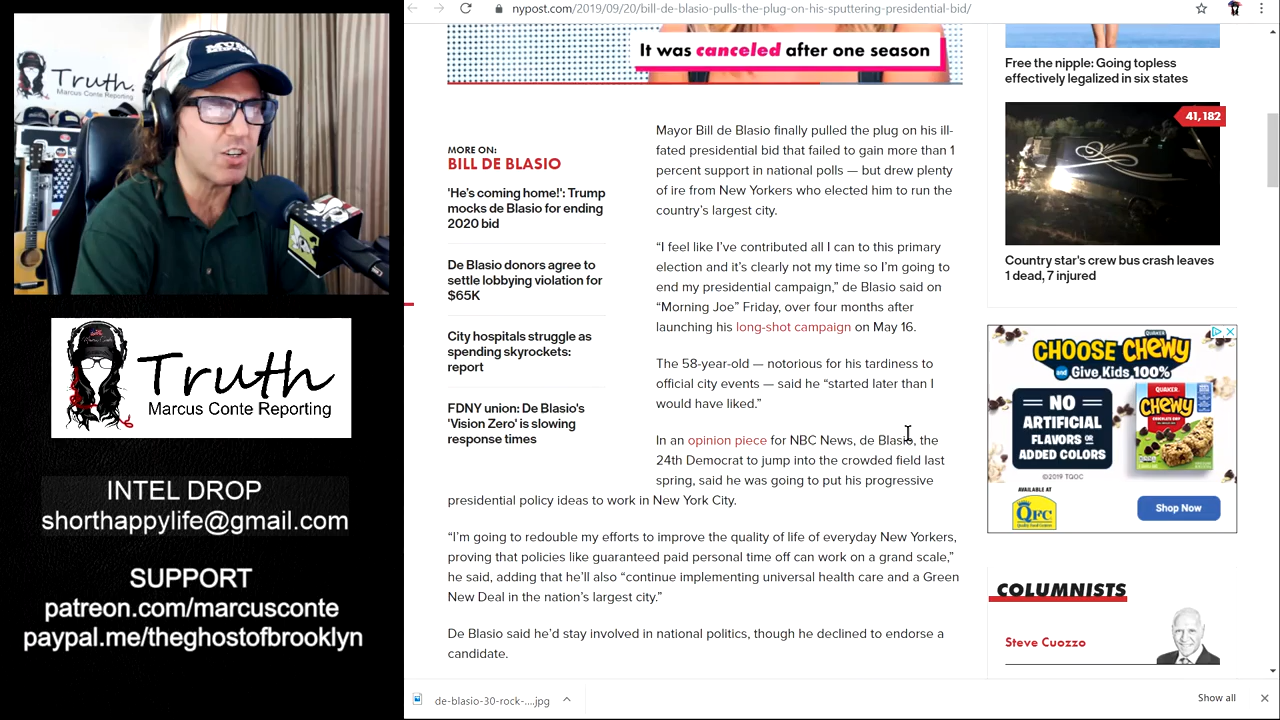 nypost.com/2019/09/20/bill-de-blasio-pulls-the-plug-on-his-sputtering-presidential-bid/
Truth.
Marcus Conte Reporting
It was canceled after one season
MORE ON:
BILL DE BLASIO
'He's coming home!': Trump
mocks de Blasio for ending
2020 bid
De Blasio donors agree to
settle lobbying violation for
$65K
City hospitals struggle as
spending skyrockets:
report
FDNY union: De Blasio's
'Vision Zero' is slowing
response times
Mayor Bill de Blasio finally pulled the plug on his ill-
fated presidential bid that failed to gain more than 1
percent support in national polls — but drew plenty
of ire from New Yorkers who elected him to run the
country's largest city.
“I feel like I've contributed all I can to this primary
election and it's clearly not my time so I'm going to
end my presidential campaign,” de Blasio said on
“Morning Joe” Friday, over four months after
launching his long-shot campaign on May 16.
The 58-year-old — notorious for his tardiness to
official city events — said he “started later than I
would have liked.”
In an opinion piece for NBC News, de Blasio, the
24th Democrat to jump into the crowded field last
spring, said he was going to put his progressive
presidential policy ideas to work in New York City.
“I'm going to redouble my efforts to improve the quality of life of everyday New Yorkers,
proving that policies like guaranteed paid personal time off can work on a grand scale,”
he said, adding that he'll also “continue implementing universal health care and a Green
New Deal in the nation's largest city.”
De Blasio said he'd stay involved in national politics, though he declined to endorse a
candidate.
Free the nipple: Going topless
effectively legalized in six states
41,182
Country star's crew bus crash leaves
1 dead, 7 injured
CHOOSE CHEWY
and Give Kids 100%
NO
ARTIFICIAL
FLAVORS OR
ADDED COLORS
QUAKER
CHEWY
©2019 TQOC
AVAILABLE AT
QFC
Shop Now
COLUMNISTS
Steve Cuozzo
Truth
Marcus Conte Reporting
INTEL DROP
shorthappylife@gmail.com
SUPPORT
patreon.com/marcusconte
paypal.me/theghostofbrooklyn
de-blasio-30-rock-....jpg
Show all